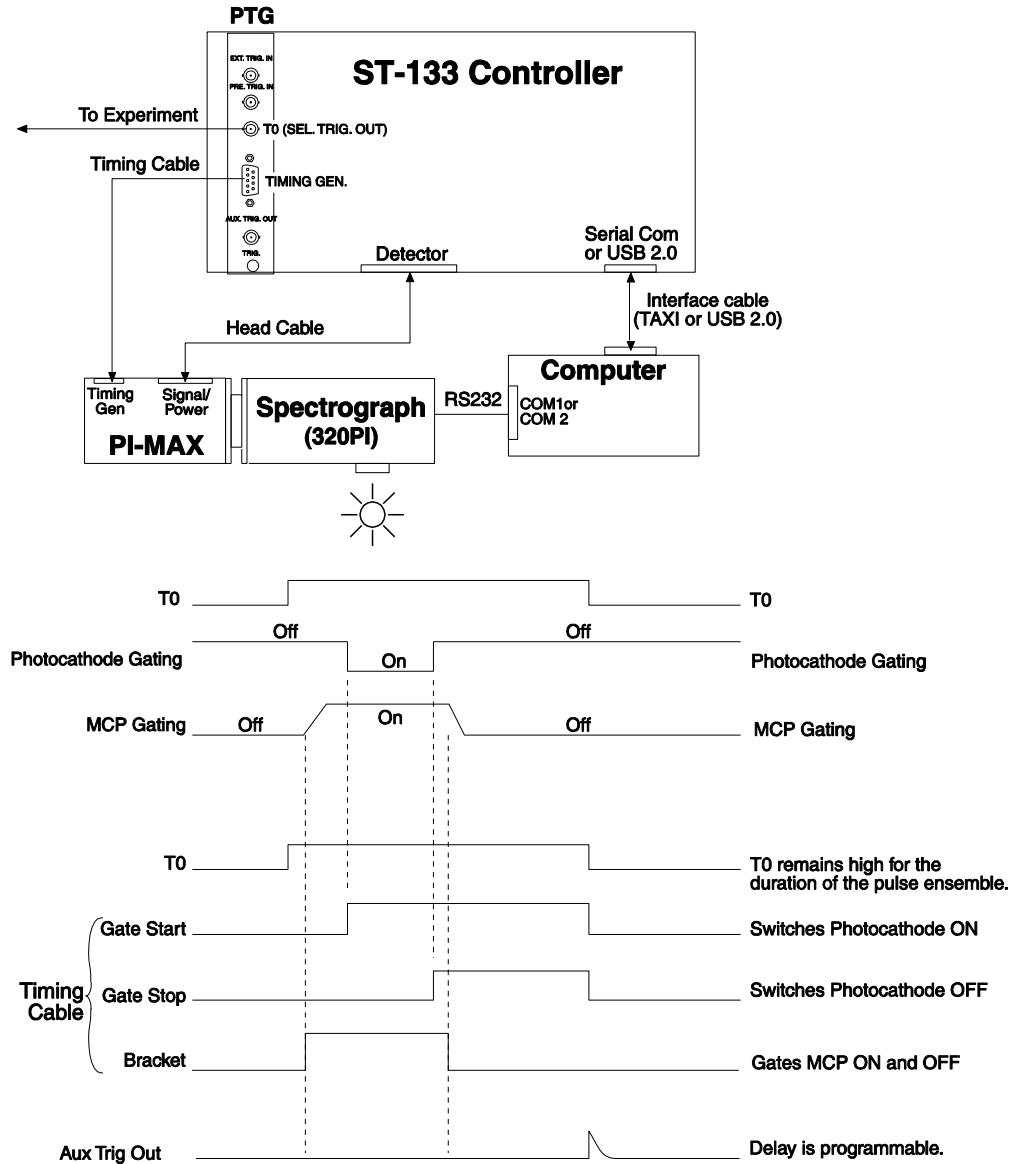 PTG
EXT. TRIG. IN
PRE. TRIG. IN
ST-133 Controller
To Experiment
T0 (SEL. TRIG. OUT)
Timing Cable
TIMING GEN.
AUX. TRIG. OUT
TRIG.
Detector
Serial Com
or USB 2.0
Head Cable
Interface cable
(TAXI or USB 2.0)
Timing
Gen
Signal/
Power
PI-MAX
Spectrograph
(320PI)
RS232
Computer
COM1or
COM 2
T0
T0
Off
On
Off
Photocathode Gating
Photocathode Gating
MCP Gating
Off
On
Off
MCP Gating
T0
T0 remains high for the
duration of the pulse ensemble.
Timing
Cable
Gate Start
Switches Photocathode ON
Gate Stop
Switches Photocathode OFF
Bracket
Gates MCP ON and OFF
Aux Trig Out
Delay is programmable.